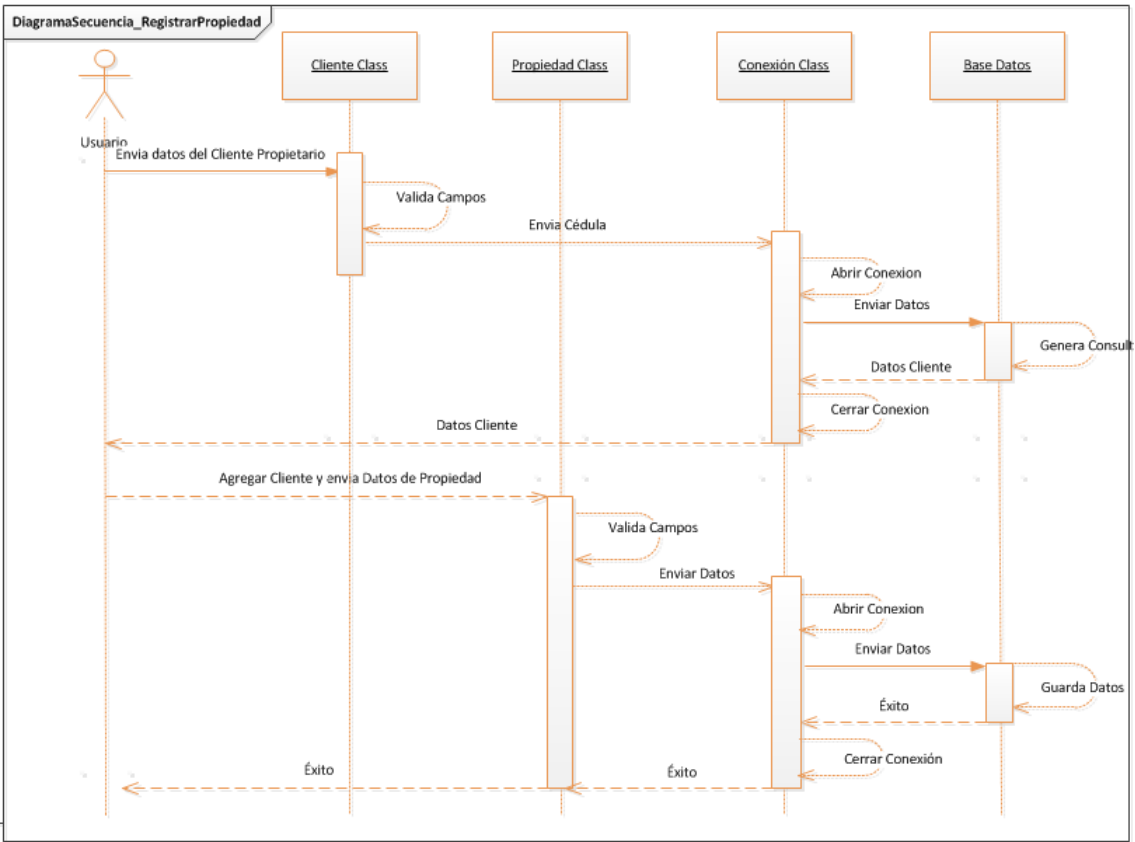 DiagramaSecuencia_RegistrarPropiedad
Cliente Class
Propiedad Class
Conexión Class
Base Datos
Usuario
Envia datos del Cliente Propietario
Valida Campos
Envia Cédula
Abrir Conexion
Enviar Datos
Genera Consult
Datos Cliente
Cerrar Conexion
Datos Cliente
Agregar Cliente y envia Datos de Propiedad
Valida Campos
Enviar Datos
Abrir Conexion
Enviar Datos
Guarda Datos
Éxito
Cerrar Conexión
Éxito
Éxito